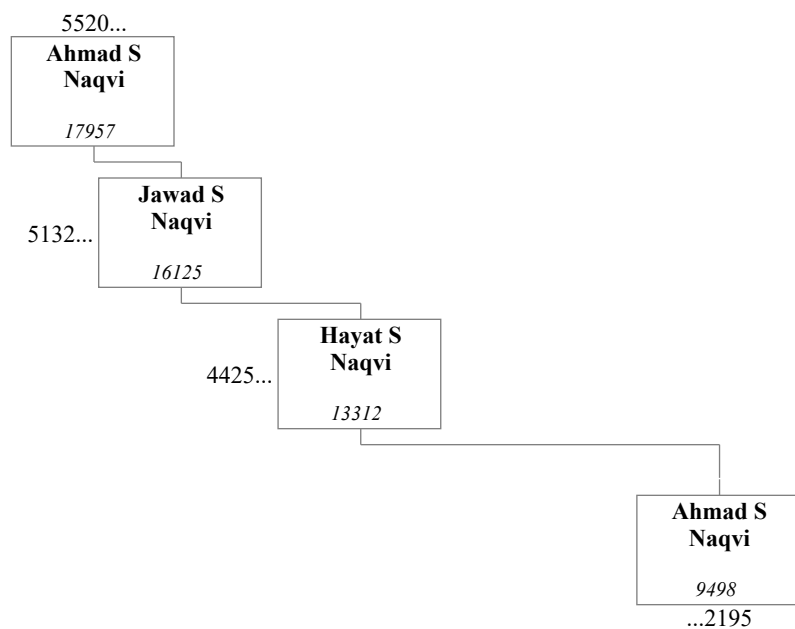 5520...
Ahmad S
Naqvi
17957
Jawad S
Naqvi
5132...
16125
Hayat S
Naqvi
4425...
13312
Ahmad S
Naqvi
9498
...2195